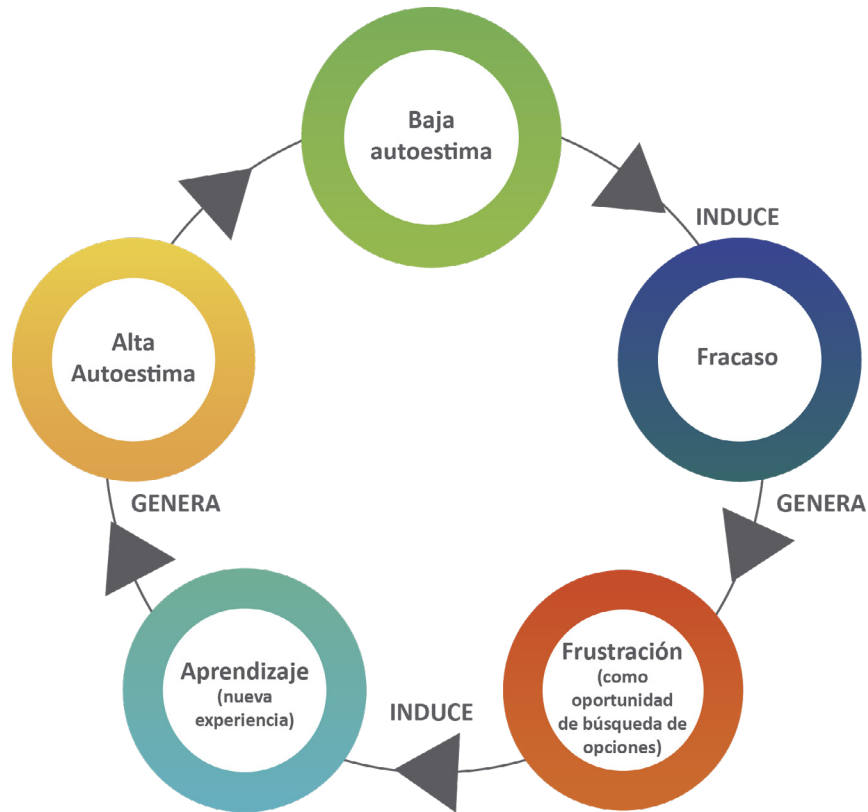 Baja
autoestima
INDUCE
Fracaso
GENERA
Frustración
(como
oportunidad
de búsqueda de
opciones)
INDUCE
Aprendizaje
(nueva
experiencia)
GENERA
Alta
Autoestima